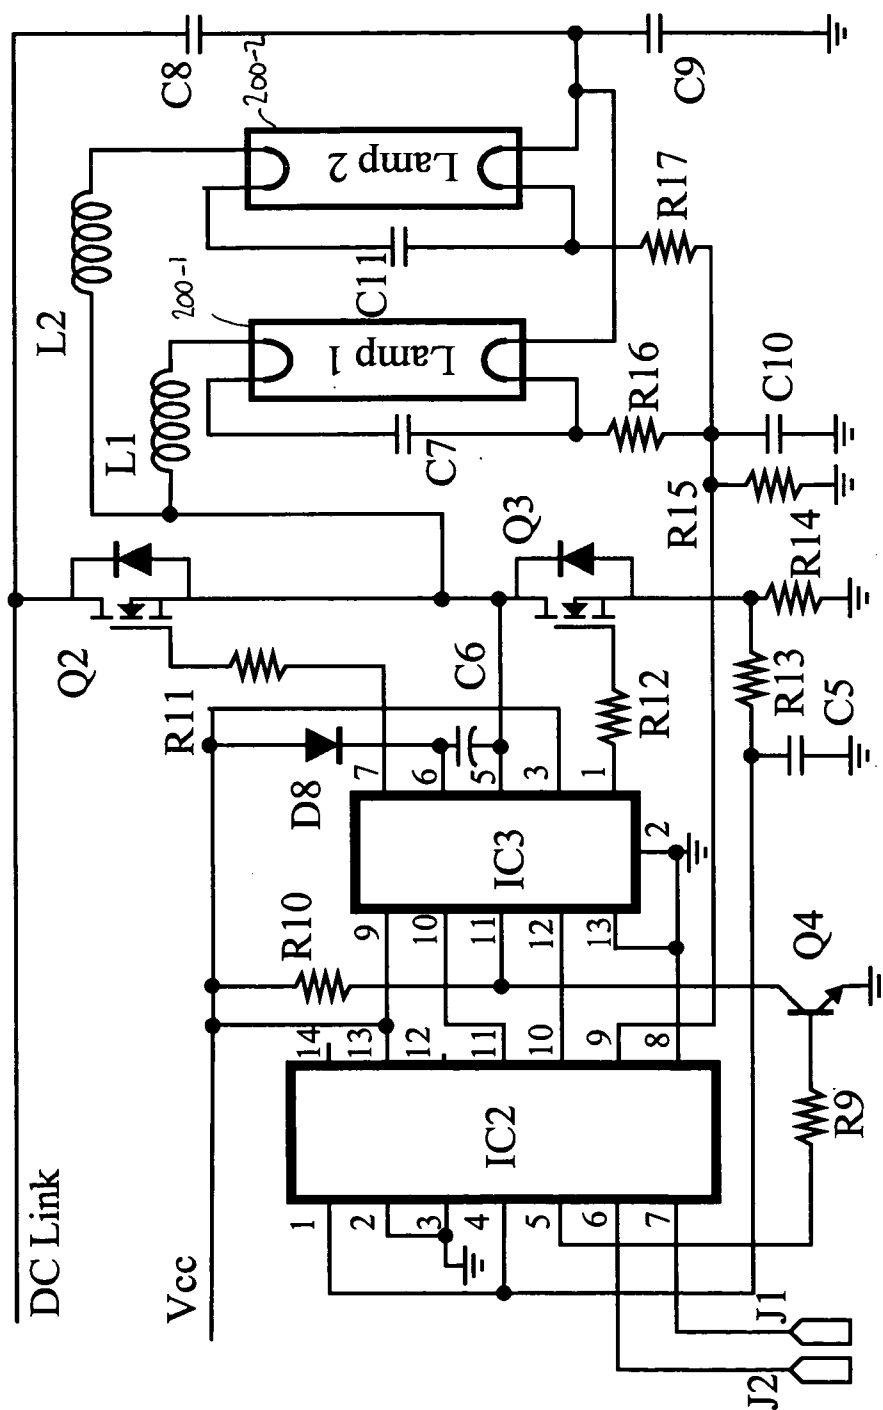 DC Link
Vcc
C8
C9
200-2
Lamp 2
L2
C11
R17
200-1
Lamp 1
L1
C7
R16
C10
R15
Q3
R14
Q2
R11
C6
R12
R13
C5
D8
7
6
5
3
1
IC3
2
9
10
11
12
13
R10
Q4
14
13
12
11
10
9
8
IC2
R9
1
2
3
4
5
6
7
J1
J2